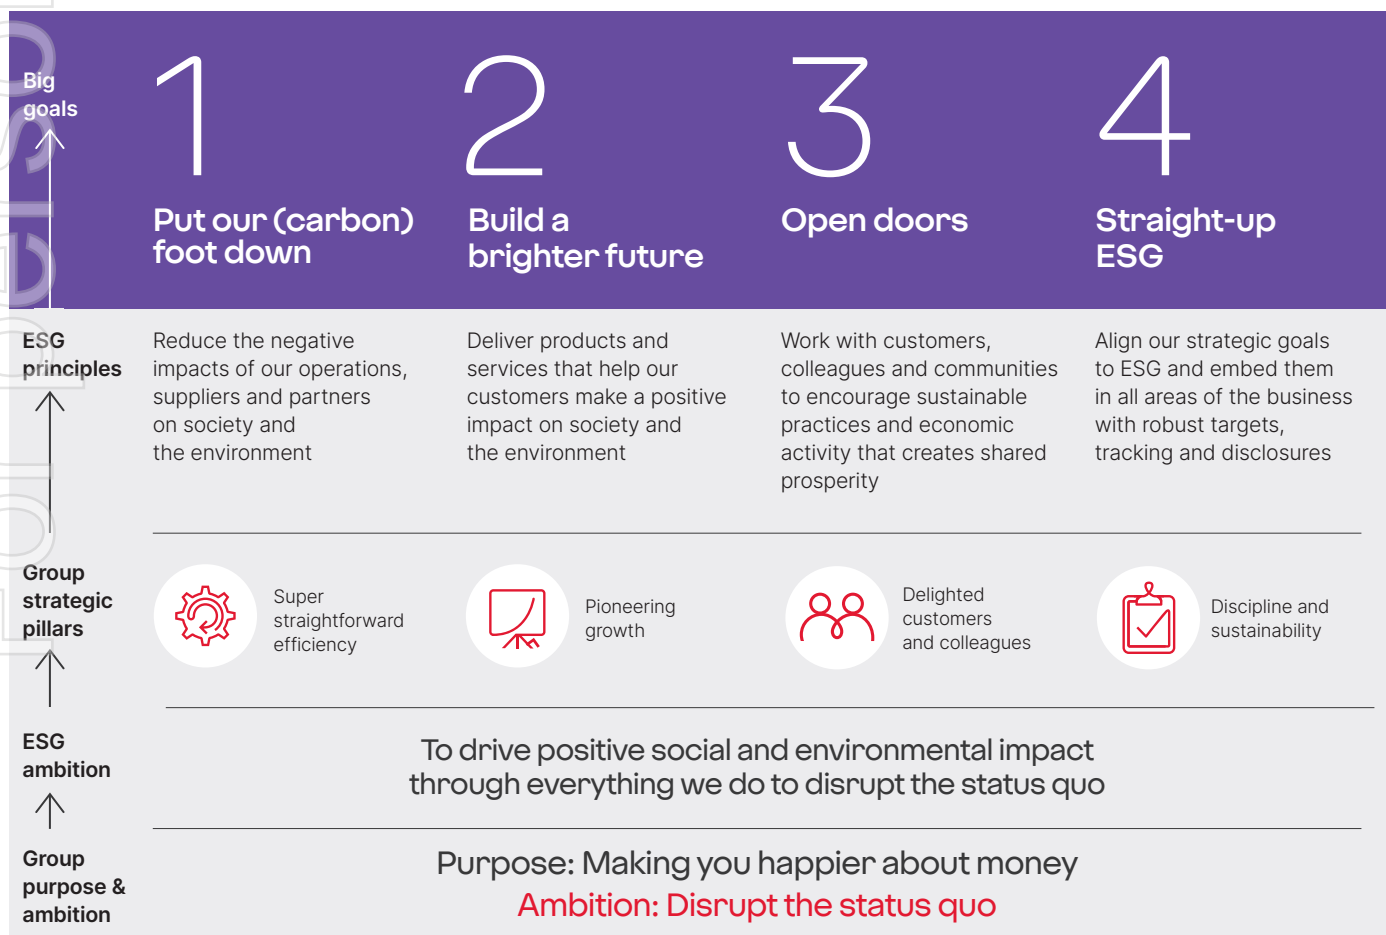 Big
goals
1
2
3
4
Put our (carbon)
foot down
Build a
brighter future
Open doors
Straight-up
ESG
ESG
principles
Reduce the negative
impacts of our operations,
suppliers and partners
on society and
the environment
Deliver products and
services that help our
customers make a positive
impact on society and
the environment
Work with customers,
colleagues and communities
to encourage sustainable
practices and economic
activity that creates shared
prosperity
Align our strategic goals
to ESG and embed them
in all areas of the business
with robust targets,
tracking and disclosures
Group
strategic
pillars
Super
straightforward
efficiency
Pioneering
growth
Delighted
customers
and colleagues
Discipline and
sustainability
ESG
ambition
To drive positive social and environmental impact
through everything we do to disrupt the status quo
Group
purpose &
ambition
Purpose: Making you happier about money
Ambition: Disrupt the status quo